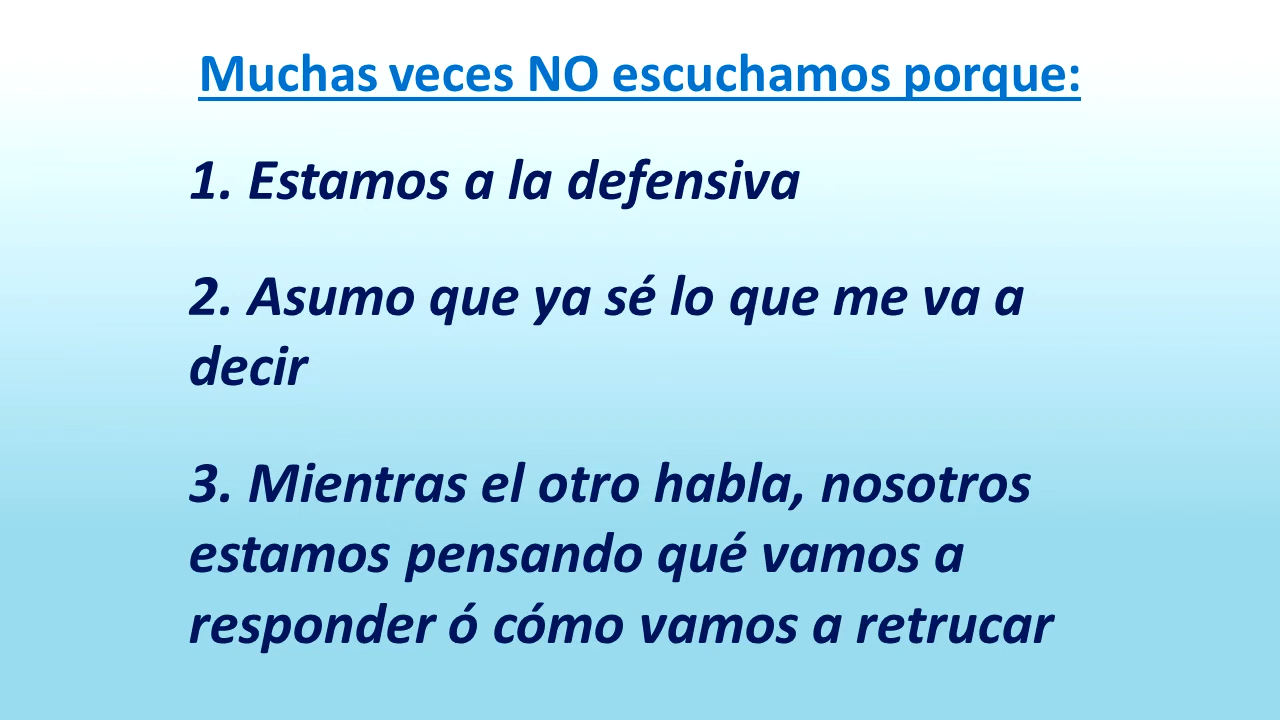 Muchas veces NO escuchamos porque:
1. Estamos a la defensiva
2. Asumo que ya sé lo que me va a
decir
3. Mientras el otro habla, nosotros
estamos pensando qué vamos a
responder ó cómo vamos a retrucar